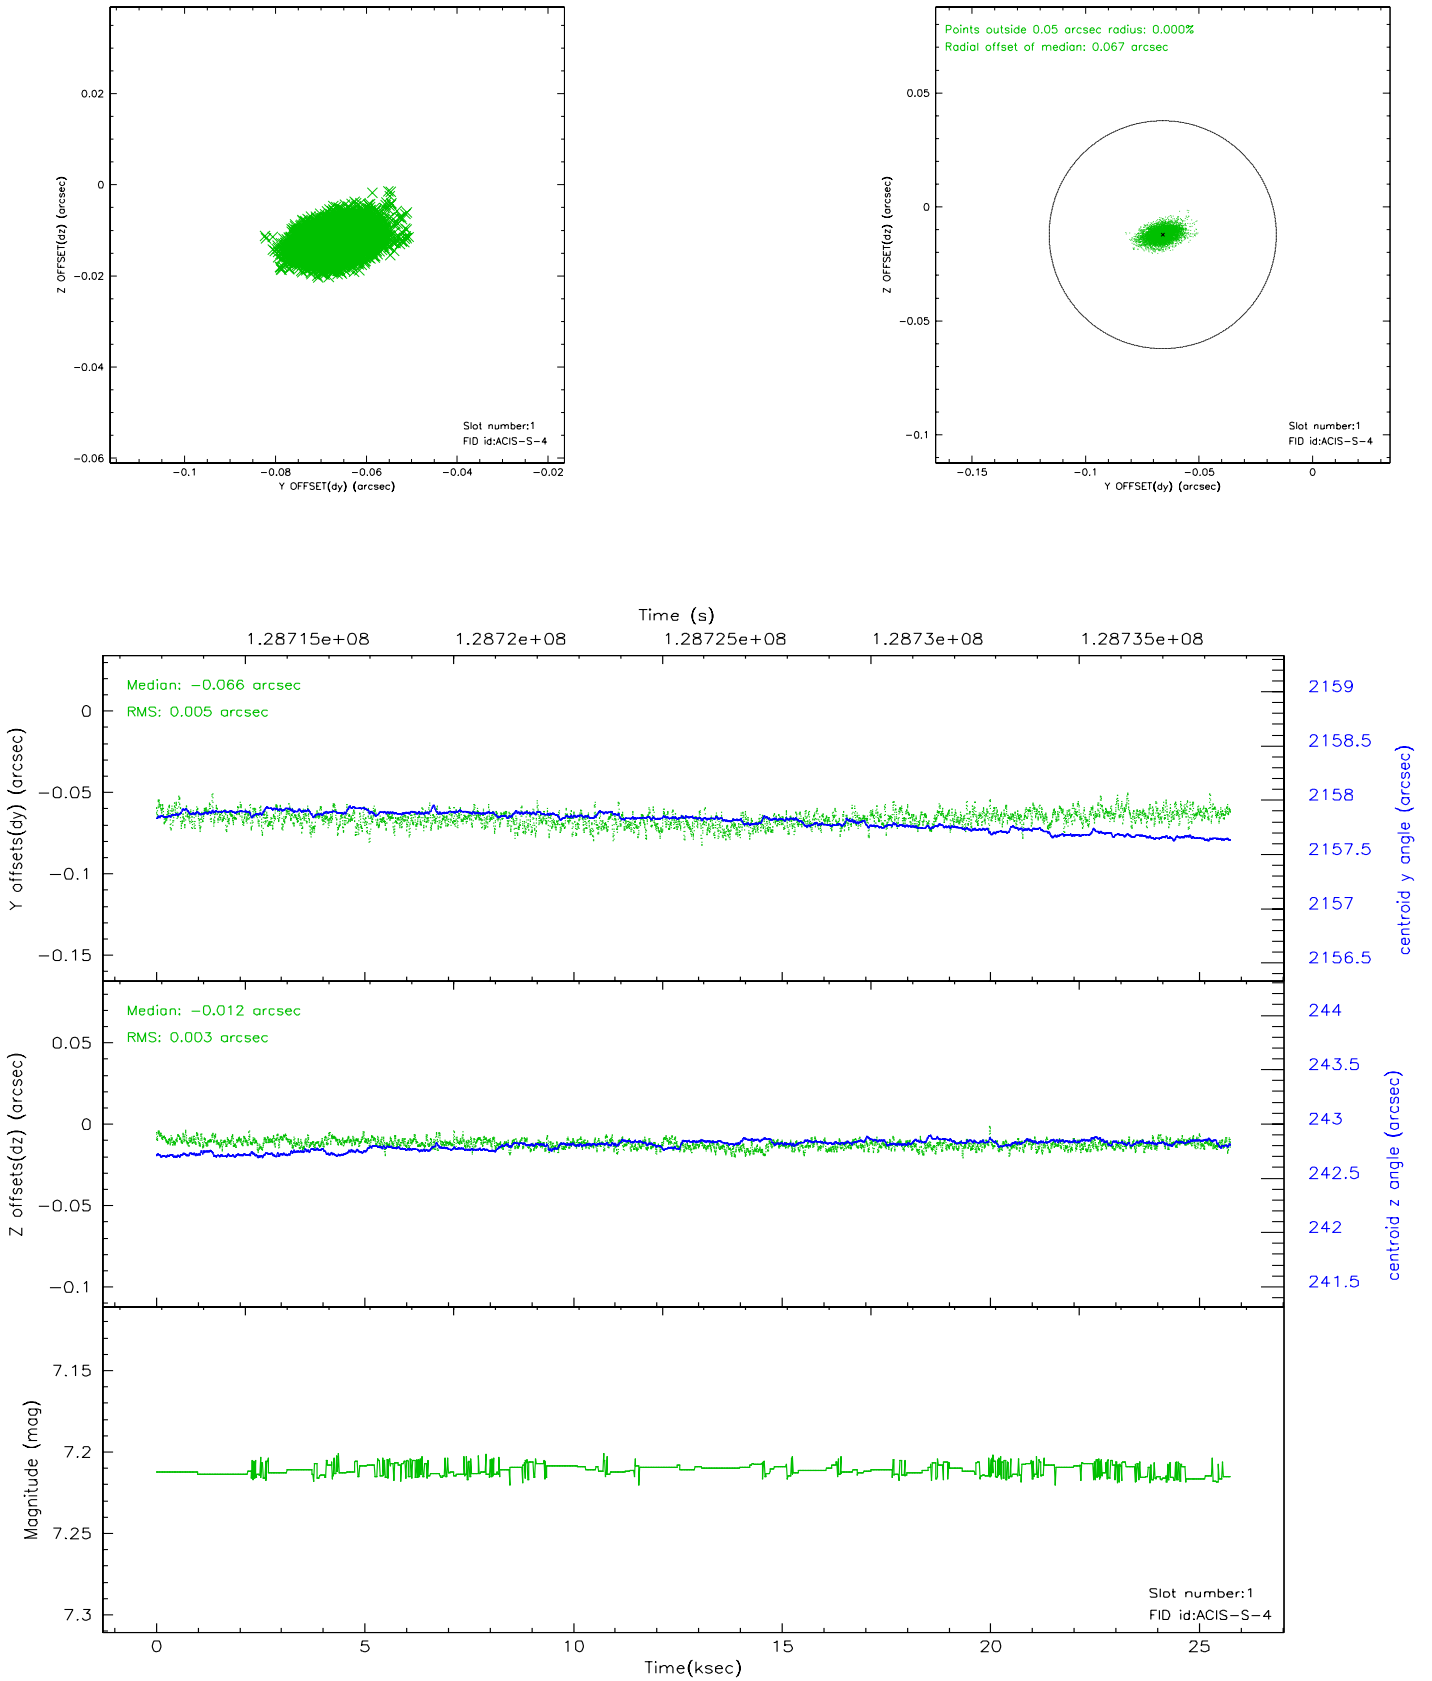 0.02
0
−0.02
−0.04
−0.06
Z OFFSET(dz) (arcsec)
Slot number:1
FID id:ACIS−S−4
−0.1 −0.08 −0.06 −0.04 −0.02
Y OFFSET(dy) (arcsec)
Points outside 0.05 arcsec radius: 0.000%
Radial offset of median: 0.067 arcsec
0.05
0
−0.05
−0.1
Z OFFSET(dz) (arcsec)
Slot number:1
FID id:ACIS−S−4
−0.15 −0.1 −0.05 0
Y OFFSET(dy) (arcsec)
Time (s)
1.28715e+08 1.2872e+08 1.28725e+08 1.2873e+08 1.28735e+08
Median: −0.066 arcsec
RMS: 0.005 arcsec
0
−0.05
−0.1
−0.15
Y offsets(dy) (arcsec)
2159
2158.5
2158
2157.5
2157
2156.5
centroid y angle (arcsec)
Median: −0.012 arcsec
RMS: 0.003 arcsec
0.05
0
−0.05
−0.1
Z offsets(dz) (arcsec)
244
243.5
243
242.5
242
241.5
centroid z angle (arcsec)
7.15
7.2
7.25
7.3
Magnitude (mag)
Slot number:1
FID id:ACIS−S−4
0 5 10 15 20 25
Time(ksec)